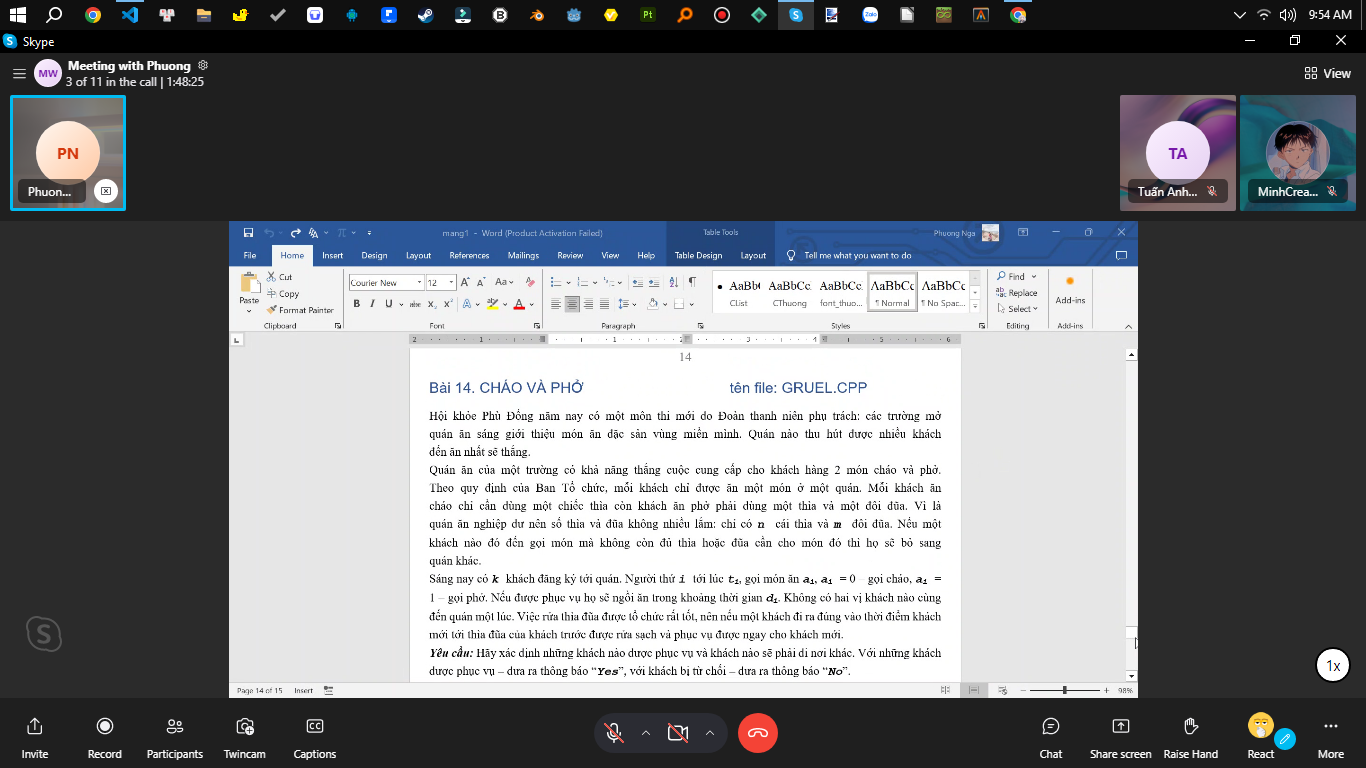 9:54 AM
Skype
MW
Meeting with Phuong
3 of 11 in the call | 1:48:25
View
PN
Phuon...
TA
Tuấn Anh...
MinhCrea...
mang1 - Word (Product Activation Failed)
Table Tools
Phuong Nga
File
Home
Insert
Design
Layout
References
Mailings
Review
View
Help
Table Design
Layout
Tell me what you want to do
Paste
Cut
Copy
Format Painter
Clipboard
Courier New
12
Font
Paragraph
AaBb(
AaBbCc.
AaBbCc.
AaBbCc
AaBbCc
CList
CThuong
font_thuo...
¶ Normal
¶ No Spac...
Styles
Find
Replace
Select
Editing
Add-ins
Add-ins
14
Bài 14. CHÁO VÀ PHỞ tên file: GRUEL.CPP
Hội khỏe Phù Đổng năm nay có một môn thi mới do Đoàn thanh niên phụ trách: các trường mở
quán ăn sáng giới thiệu món ăn đặc sản vùng miền mình. Quán nào thu hút được nhiều khách
đến ăn nhất sẽ thắng.
Quán ăn của một trường có khả năng thắng cuộc cung cấp cho khách hàng 2 món cháo và phở.
Theo quy định của Ban Tổ chức, mỗi khách chỉ được ăn một món ở một quán. Mỗi khách ăn
cháo chỉ cần dùng một chiếc thìa còn khách ăn phở phải dùng một thìa và một đôi đũa. Vì là
quán ăn nghiệp dư nên số thìa và đũa không nhiều lắm: chỉ có n cái thìa và m đôi đũa. Nếu một
khách nào đó đến gọi món mà không còn đủ thìa hoặc đũa cần cho món đó thì họ sẽ bỏ sang
quán khác.
Sáng nay có k khách đăng ký tới quán. Người thứ i tới lúc ti, gọi món ăn ai, ai = 0 – gọi cháo, ai =
1 – gọi phở. Nếu được phục vụ họ sẽ ngồi ăn trong khoảng thời gian di. Không có hai vị khách nào cùng
đến quán một lúc. Việc rửa thìa đũa được tổ chức rất tốt, nên nếu một khách đi ra đúng vào thời điểm khách
mới tới thìa đũa của khách trước được rửa sạch và phục vụ được ngay cho khách mới.
Yêu cầu: Hãy xác định những khách nào được phục vụ và khách nào sẽ phải đi nơi khác. Với những khách
được phục vụ – đưa ra thông báo “Yes”, với khách bị từ chối – đưa ra thông báo “No”.
Page 14 of 15
Insert
98%
1x
Invite
Record
Participants
Twincam
Captions
Chat
Share screen
Raise Hand
React
More